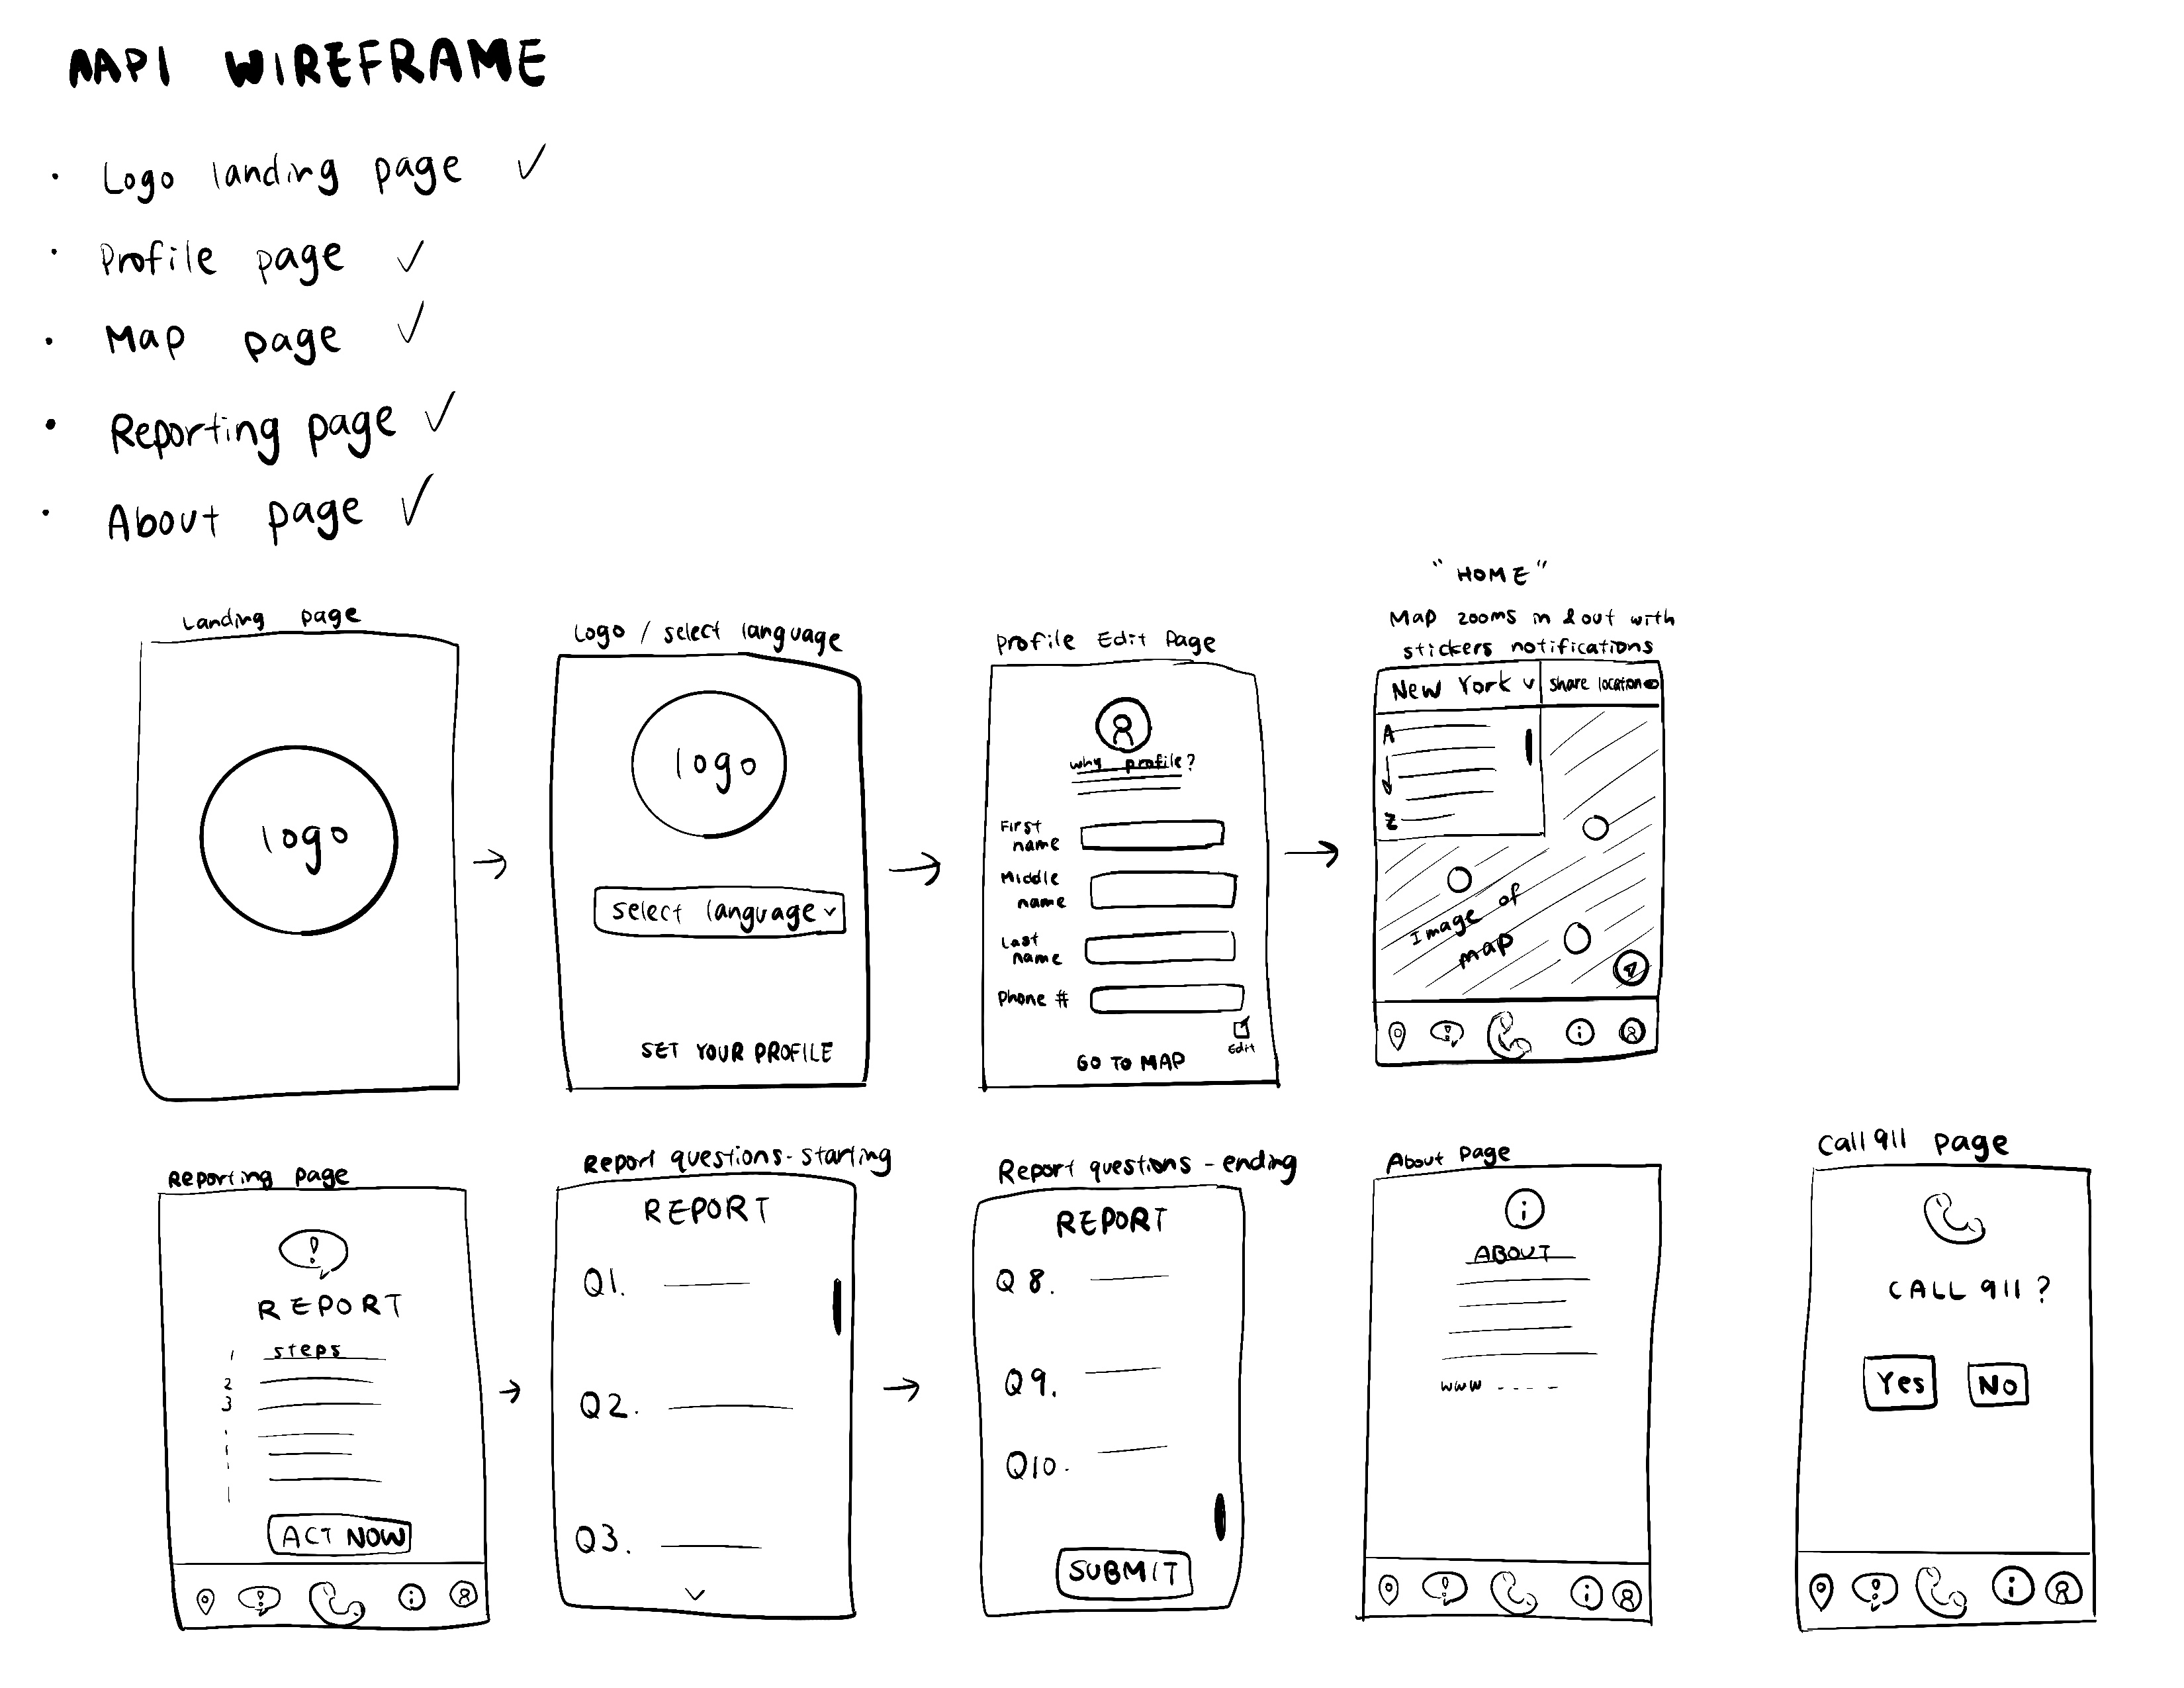 AAPI WIREFRAME
· Logo landing page ✓
· Profile page ✓
· Map page ✓
· Reporting page ✓
· About page ✓
Landing page
logo
Logo / select language
logo
select language ˅
SET YOUR PROFILE
Profile Edit Page
why profile?
First
name
Middle
name
Last
name
Phone #
Edit
GO TO MAP
"HOME"
Map zooms in & out with
stickers notifications
New York ˅
Share location
A
Z
Image of
map
Reporting page
!
REPORT
1 steps
2
3
ACT NOW
!
i
Report questions - starting
REPORT
Q1.
Q2.
Q3.
Report questions - ending
REPORT
Q8.
Q9.
Q10.
SUBMIT
About page
i
ABOUT
www ----
!
i
Call 911 page
CALL 911?
Yes
No
!
i